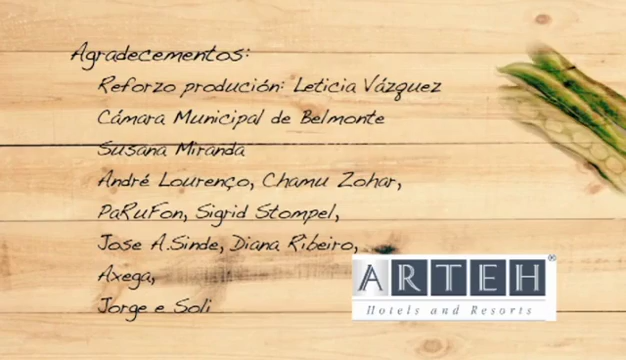 Agradecementos:
Reforzo produción: Leticia Vázquez
Cámara Municipal de Belmonte
Susana Miranda
André Lourenço, Chamu Zohar,
PaRuFon, Sigrid Stompel,
Jose A.Sinde, Diana Ribeiro,
Axega,
Jorge e Soli
ARTEH®
Hotels and Resorts